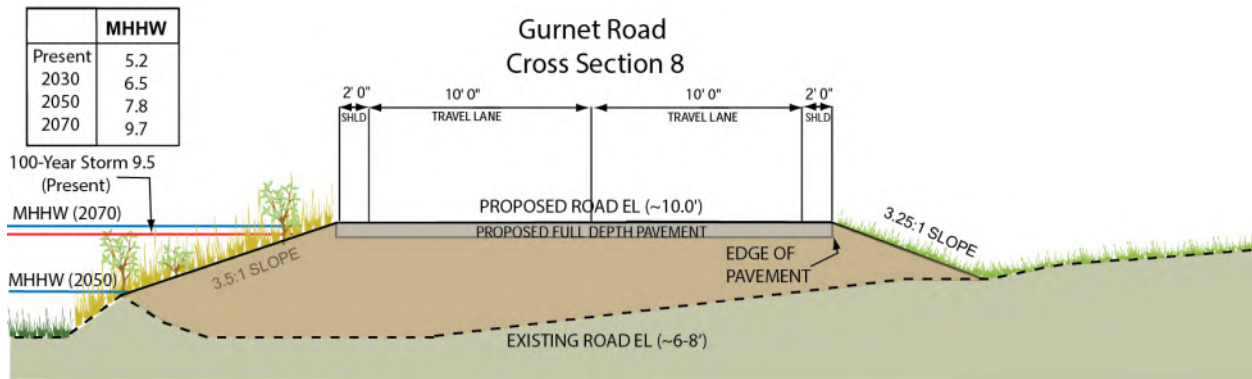 MHHW
Present 5.2
2030 6.5
2050 7.8
2070 9.7
Gurnet Road
Cross Section 8
2' 0" 10' 0" 10' 0" 2' 0"
SHLD TRAVEL LANE TRAVEL LANE SHLD
100-Year Storm 9.5
(Present)
MHHW (2070)
PROPOSED ROAD EL (~10.0')
PROPOSED FULL DEPTH PAVEMENT
3.25:1 SLOPE
3.5:1 SLOPE
EDGE OF
PAVEMENT
MHHW (2050)
EXISTING ROAD EL (~6-8')